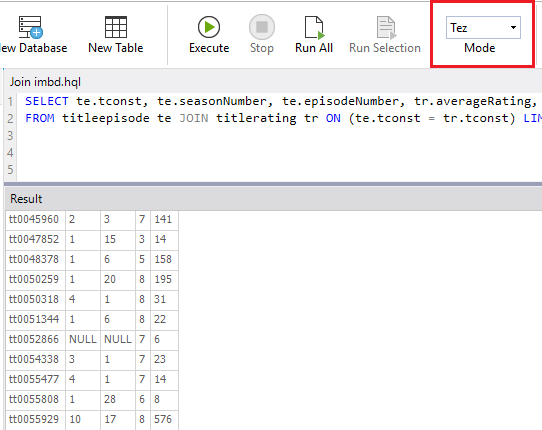 New Database New Table Execute Stop Run All Run Selection Tez
Mode
Join imbd.hql
1 SELECT te.tconst, te.seasonNumber, te.episodeNumber, tr.averageRating,
2 FROM titleepisode te JOIN titlerating tr ON (te.tconst = tr.tconst) LIM
3
4
5
Result
tt0045960 2 3 7 141
tt0047852 1 15 3 14
tt0048378 1 6 5 158
tt0050259 1 20 8 195
tt0050318 4 1 8 31
tt0051344 1 6 8 22
tt0052866 NULL NULL 7 6
tt0054338 3 1 7 23
tt0055477 4 1 7 14
tt0055808 1 28 6 8
tt0055929 10 17 8 576